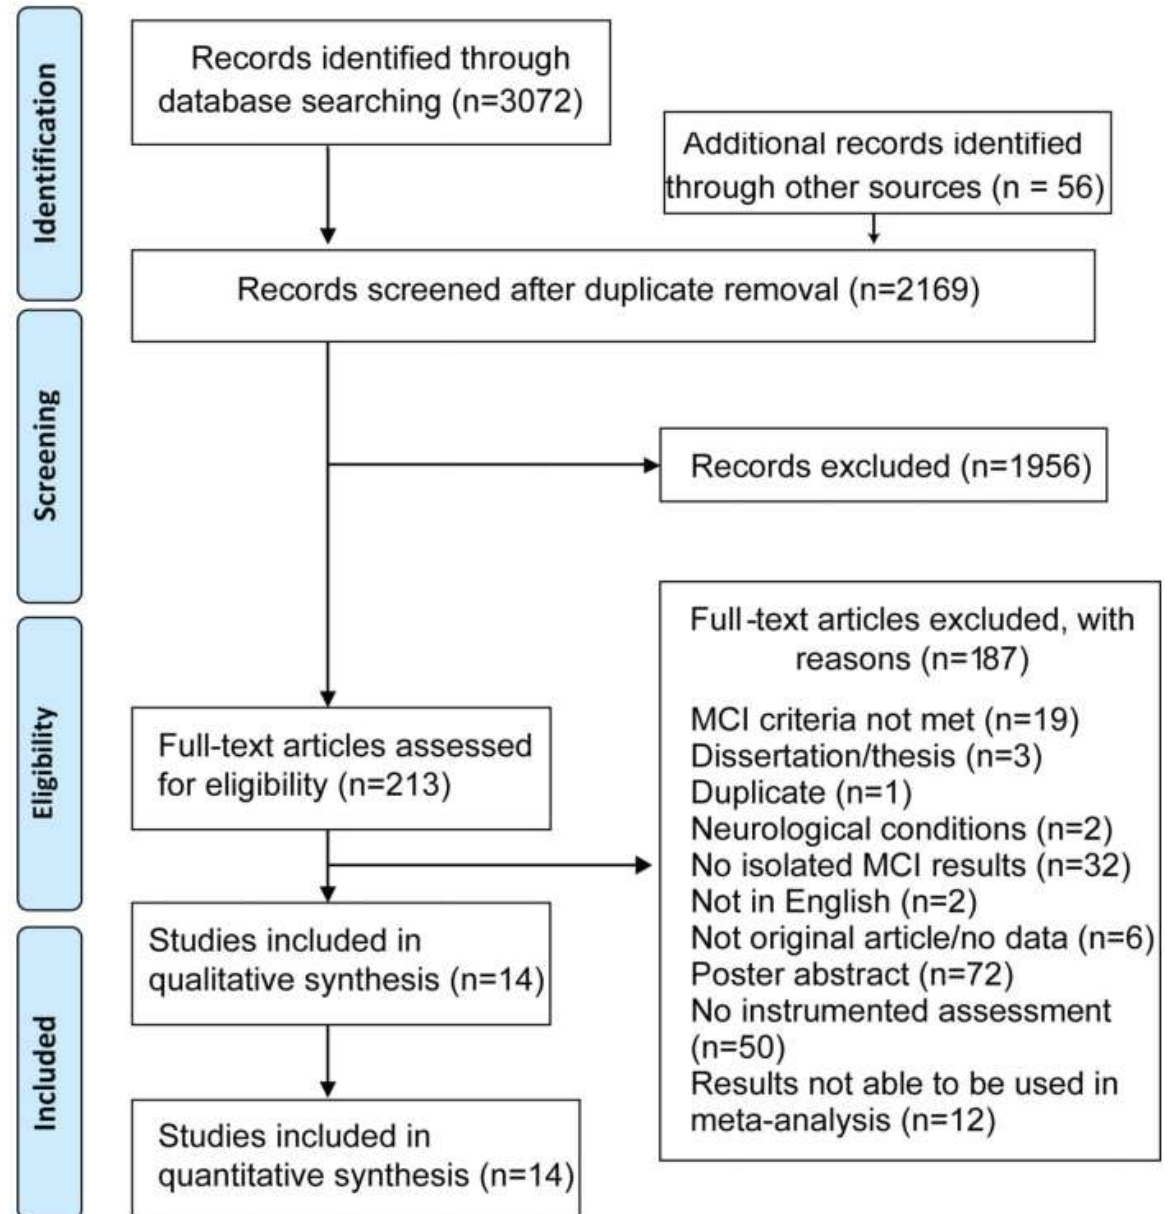 Identification
Records identified through
database searching (n=3072)
Additional records identified
through other sources (n = 56)
Records screened after duplicate removal (n=2169)
Screening
Records excluded (n=1956)
Eligibility
Full-text articles assessed
for eligibility (n=213)
Full-text articles excluded, with
reasons (n=187)
MCI criteria not met (n=19)
Dissertation/thesis (n=3)
Duplicate (n=1)
Neurological conditions (n=2)
No isolated MCI results (n=32)
Not in English (n=2)
Not original article/no data (n=6)
Poster abstract (n=72)
No instrumented assessment
(n=50)
Results not able to be used in
meta-analysis (n=12)
Included
Studies included in
qualitative synthesis (n=14)
Studies included in
quantitative synthesis (n=14)